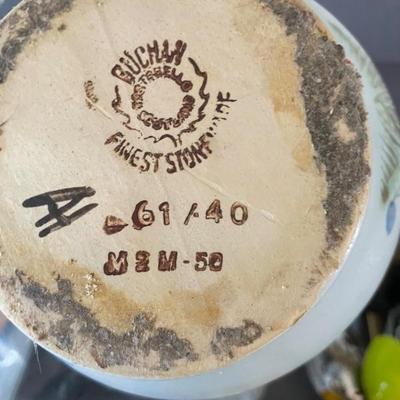 BUCHAN
PORTOBELLO
SCOTLAND
FINEST STONEWARE
A 61/40
M2M-50